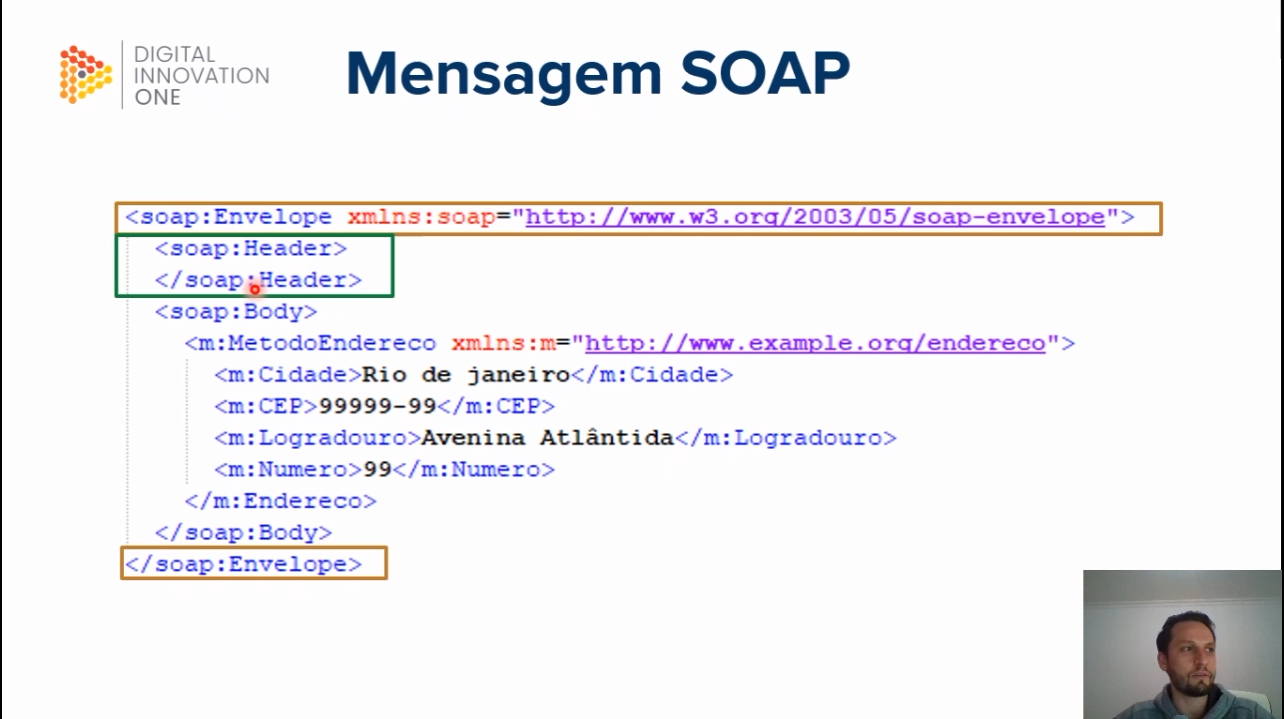 DIGITAL
INNOVATION
ONE
Mensagem SOAP
<soap:Envelope xmlns:soap="http://www.w3.org/2003/05/soap-envelope">
<soap:Header>
</soap:Header>
<soap:Body>
<m:MetodoEndereco xmlns:m="http://www.example.org/endereco">
<m:Cidade>Rio de janeiro</m:Cidade>
<m:CEP>99999-99</m:CEP>
<m:Logradouro>Avenina Atlântida</m:Logradouro>
<m:Numero>99</m:Numero>
</m:Endereco>
</soap:Body>
</soap:Envelope>